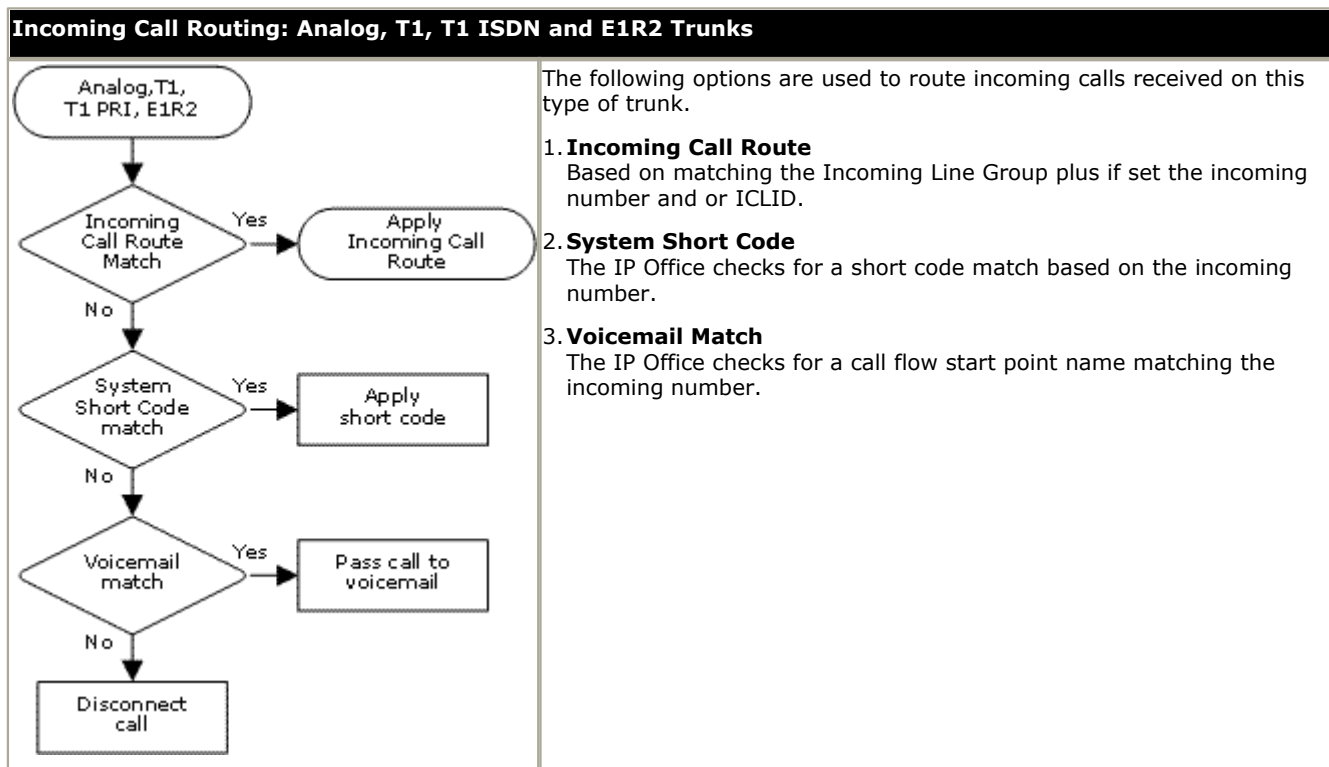 Incoming Call Routing: Analog, T1, T1 ISDN and E1R2 Trunks
Analog,T1,
T1 PRI, E1R2
Incoming
Call Route
Match
Yes
Apply
Incoming Call
Route
No
System
Short Code
match
Yes
Apply
short code
No
Voicemail
match
Yes
Pass call to
voicemail
No
Disconnect
call
The following options are used to route incoming calls received on this
type of trunk.
1. Incoming Call Route
Based on matching the Incoming Line Group plus if set the incoming
number and or ICLID.
2. System Short Code
The IP Office checks for a short code match based on the incoming
number.
3. Voicemail Match
The IP Office checks for a call flow start point name matching the
incoming number.